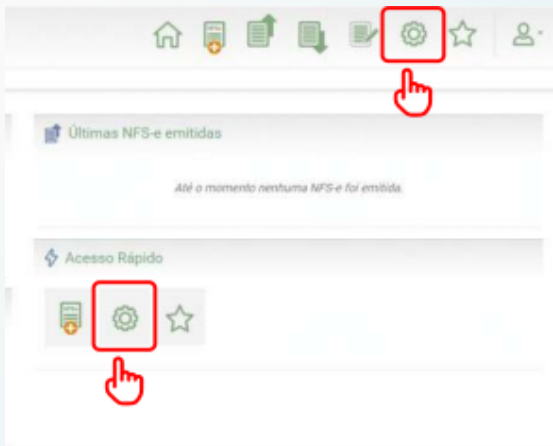 Últimas NFS-e emitidas
Até o momento nenhuma NFS-e foi emitida.
Acesso Rápido